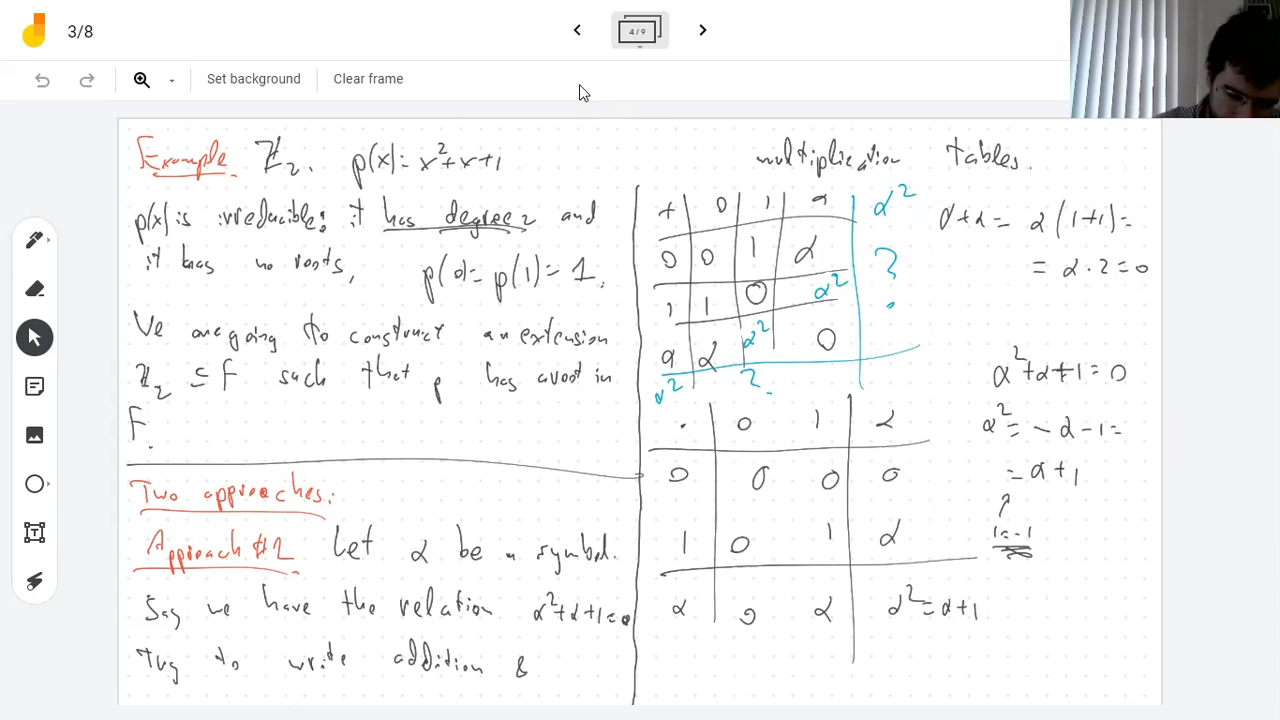 3/8
4 / 9
Set background
Clear frame
Example ℤ₂. p(x)= x²+x+1
p(x) is irreducible; it has degree 2 and
it has no roots, p(0)= p(1)= 1.
We are going to construct an extension
ℤ₂ ⊆ F such that p has a root in
F.
Two approaches:
Approach #1 Let α be a symbol.
Say we have the relation α²+α+1=0
Try to write addition &
multiplication tables.
+ 0 1 α α²
0 0 1 α ?
1 1 0 α² .
α α α² 0
α² ?
α+α= α(1+1)=
= α·2=0
α²+α+1=0
α²= -α-1=
= α+1
↑
1=-1
· 0 1 α
0 0 0 0
1 0 1 α
α 0 α α²=α+1